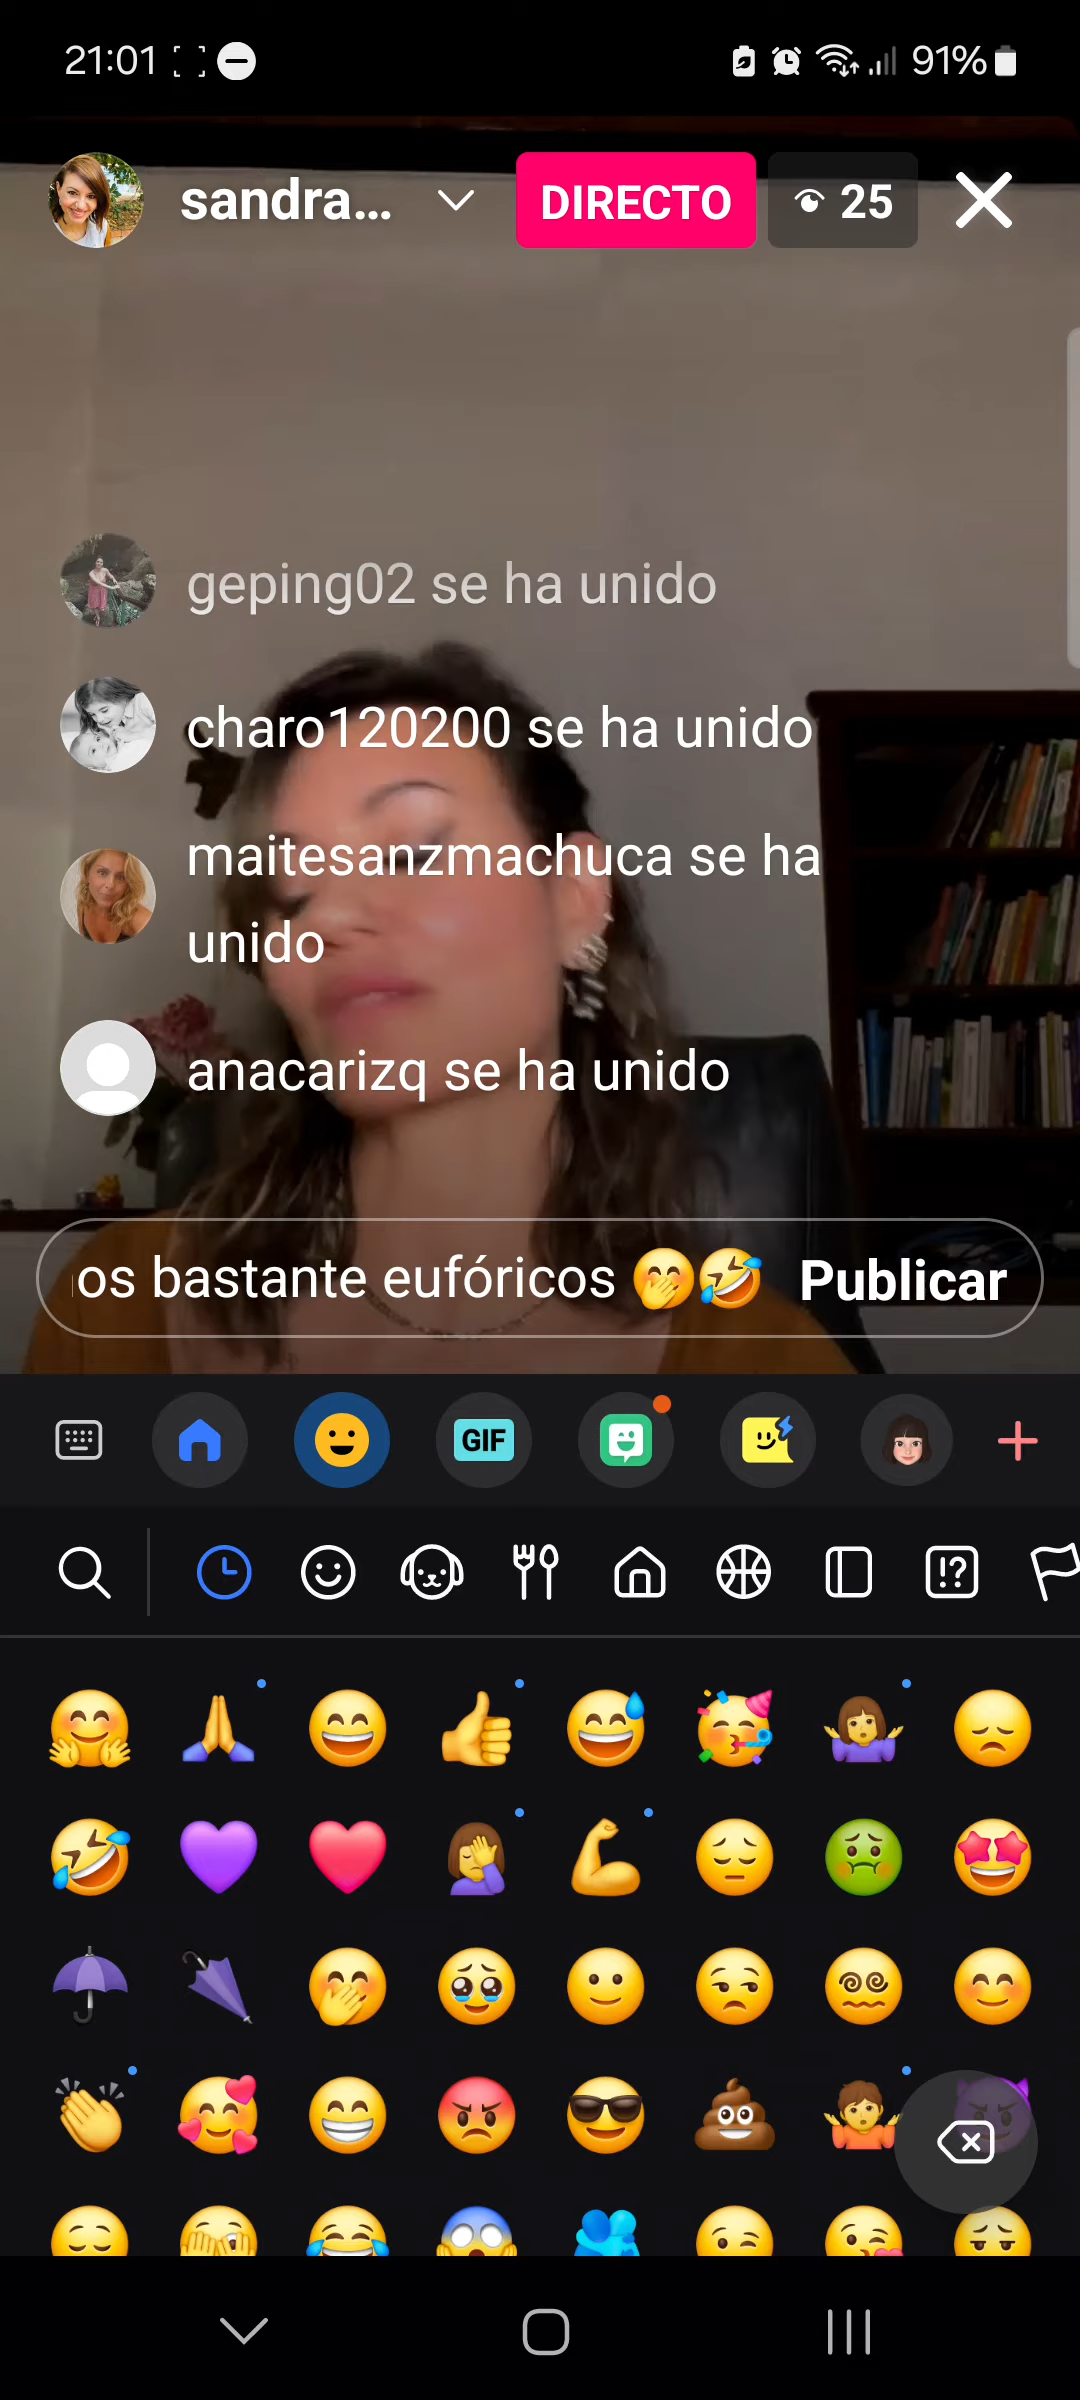 21:01
91%
sandra...
DIRECTO
25
geping02 se ha unido
charo120200 se ha unido
maitesanzmachuca se ha
unido
anacarizq se ha unido
os bastante eufóricos 🤭🤣
Publicar
GIF
!?